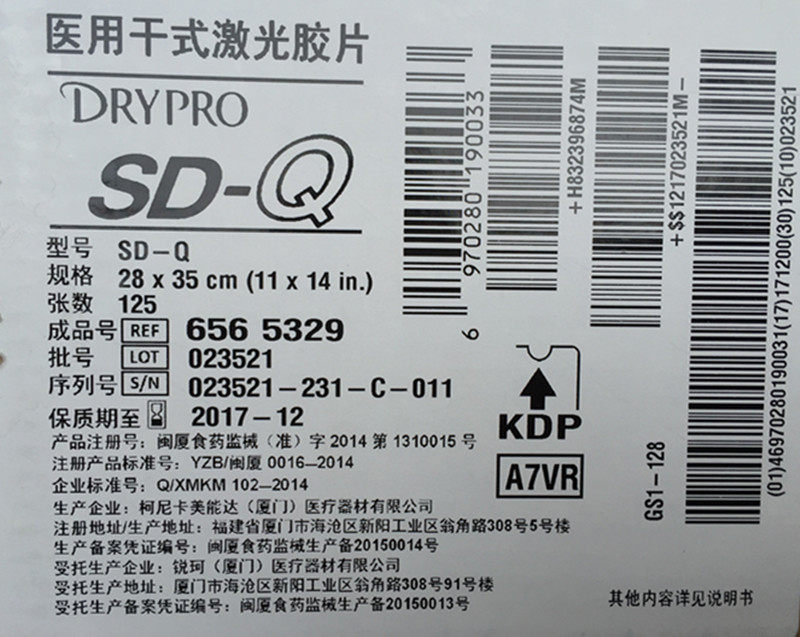 医用干式激光胶片
DRYPRO
SD-Q
型号 SD-Q
规格 28 x 35 cm (11 x 14 in.)
张数 125
成品号 REF 656 5329
批号 LOT 023521
序列号 S/N 023521-231-C-011
保质期至 2017-12
产品注册号：闽厦食药监械（准）字 2014 第 1310015 号
注册产品标准号：YZB/闽厦 0016-2014
企业标准号：Q/XMKM 102-2014
生产企业：柯尼卡美能达（厦门）医疗器材有限公司
注册地址/生产地址：福建省厦门市海沧区新阳工业区翁角路308号5号楼
生产备案凭证编号：闽厦食药监械生产备20150014号
受托生产企业：锐珂（厦门）医疗器材有限公司
受托生产地址：厦门市海沧区新阳工业区翁角路308号91号楼
受托生产备案凭证编号：闽厦食药监械生产备20150013号
6 970280 190033
+H832396874M
+$$1217023521M-
(01)46970280190031(17)171200(30)125(10)023521
GS1-128
KDP
A7VR
其他内容详见说明书